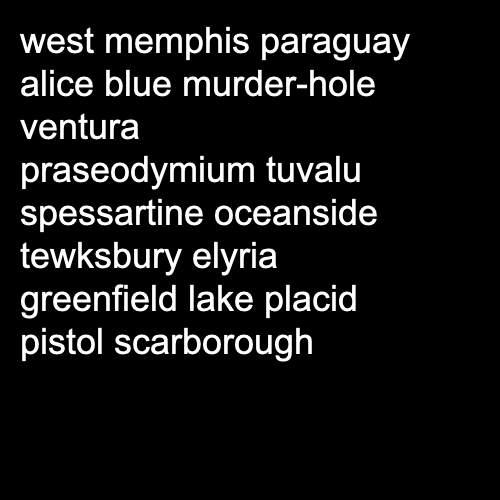 west memphis paraguay
alice blue murder-hole
ventura
praseodymium tuvalu
spessartine oceanside
tewksbury elyria
greenfield lake placid
pistol scarborough